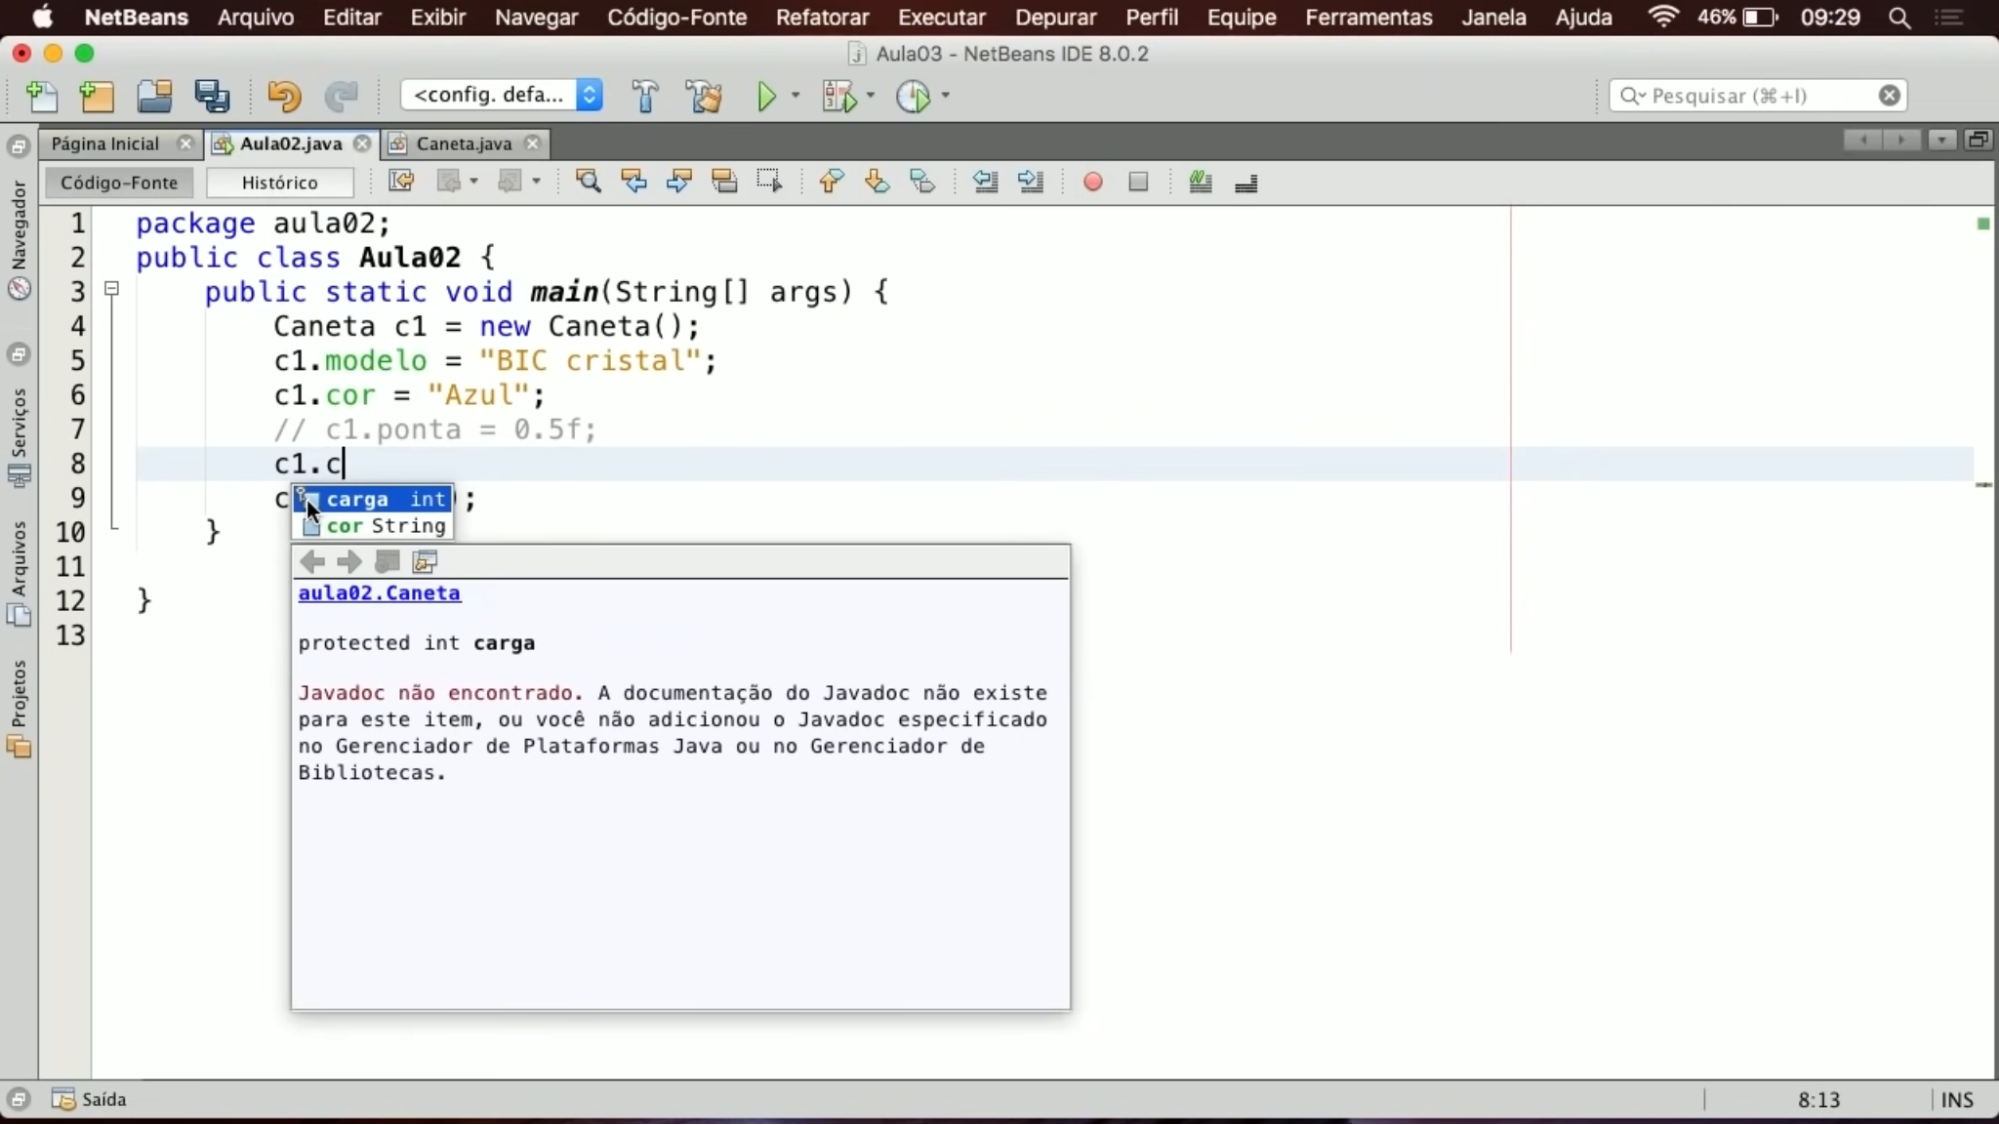 NetBeans Arquivo Editar Exibir Navegar Código-Fonte Refatorar Executar Depurar Perfil Equipe Ferramentas Janela Ajuda 46% 09:29
Aula03 - NetBeans IDE 8.0.2
<config. defa... Pesquisar (⌘+I)
Página Inicial Aula02.java Caneta.java
Código-Fonte Histórico
Navegador
Serviços
Arquivos
Projetos
1 package aula02;
2 public class Aula02 {
3 public static void main(String[] args) {
4 Caneta c1 = new Caneta();
5 c1.modelo = "BIC cristal";
6 c1.cor = "Azul";
7 // c1.ponta = 0.5f;
8 c1.c
9 c );
carga int
cor String
10 }
11
12 }
13
aula02.Caneta
protected int carga
Javadoc não encontrado. A documentação do Javadoc não existe
para este item, ou você não adicionou o Javadoc especificado
no Gerenciador de Plataformas Java ou no Gerenciador de
Bibliotecas.
Saída 8:13 INS